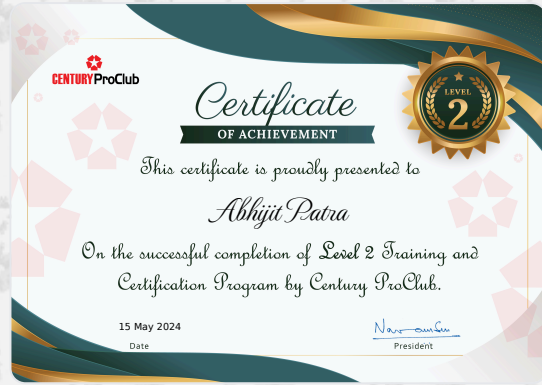 CENTURY ProClub
LEVEL
2
Certificate
OF ACHIEVEMENT
This certificate is proudly presented to
Abhijit Patra
On the successful completion of Level 2 Training and
Certification Program by Century ProClub.
15 May 2024
Date
President